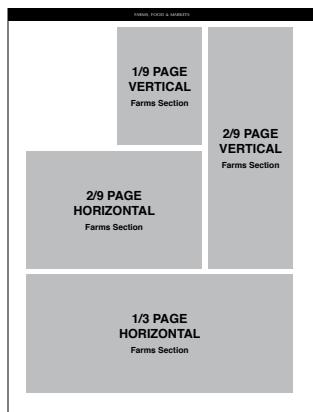 FARMS, FOOD & MARKETS
1/9 PAGE
VERTICAL
Farms Section
2/9 PAGE
VERTICAL
Farms Section
2/9 PAGE
HORIZONTAL
Farms Section
1/3 PAGE
HORIZONTAL
Farms Section